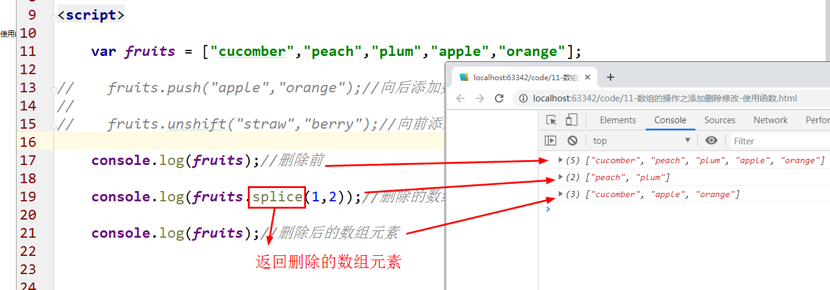 9 <script>
使用
10
11 var fruits = ["cucomber","peach","plum","apple","orange"];
12
13 // fruits.push("apple","orange");//向后添加
14 //
15 // fruits.unshift("straw","berry");//向前添
16
17 console.log(fruits);//删除前
18
19 console.log(fruits.splice(1,2));//删除的数
20
21 console.log(fruits);//删除后的数组元素
22
23
24
返回删除的数组元素
localhost:63342/code/11-数组
localhost:63342/code/11-数组的操作之添加删除修改-使用函数.html
Elements Console Sources Network Perfor
top Filter
(5) ["cucomber", "peach", "plum", "apple", "orange"]
(2) ["peach", "plum"]
(3) ["cucomber", "apple", "orange"]